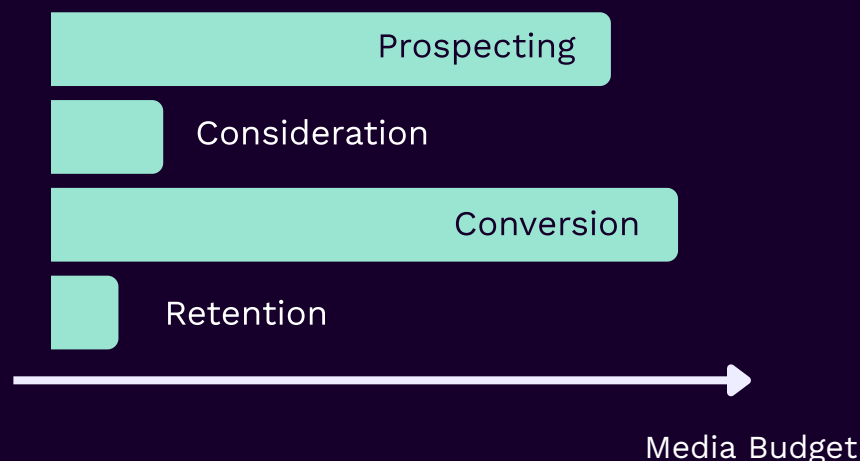 Prospecting
Consideration
Conversion
Retention
Media Budget